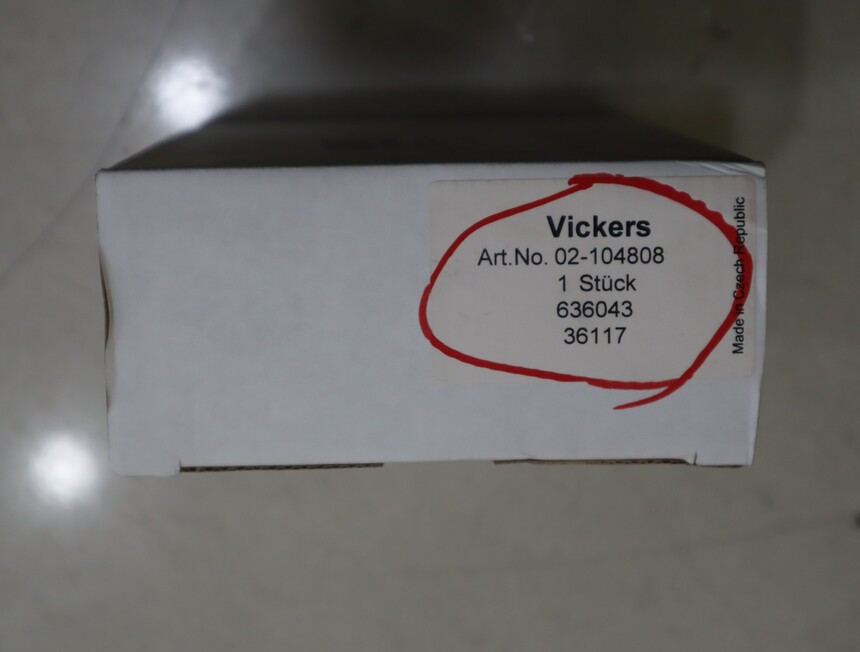 Vickers
Art.No. 02-104808
1 Stück
636043
36117
Made in Czech Republic